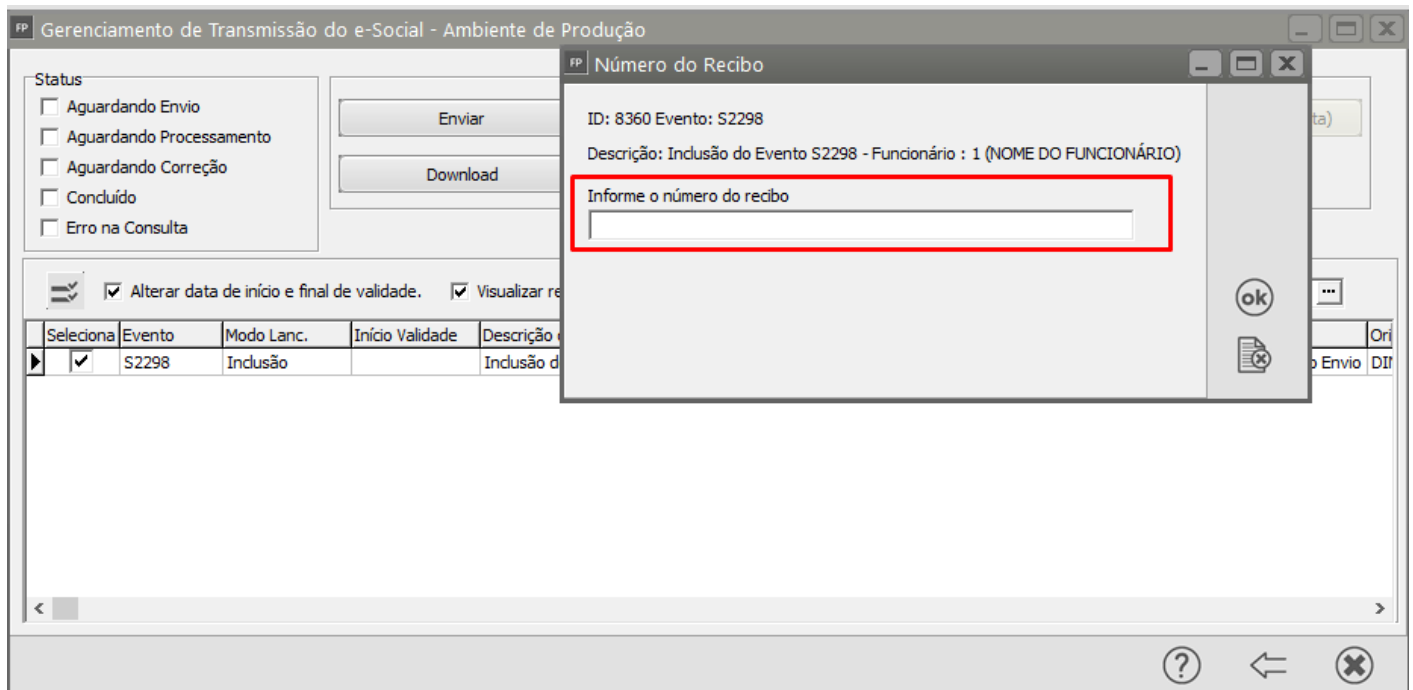 FP Gerenciamento de Transmissão do e-Social - Ambiente de Produção
Status
Aguardando Envio
Aguardando Processamento
Aguardando Correção
Concluído
Erro na Consulta
Enviar
Download
ta)
FP Número do Recibo
ID: 8360 Evento: S2298
Descrição: Inclusão do Evento S2298 - Funcionário : 1 (NOME DO FUNCIONÁRIO)
Informe o número do recibo
ok
Alterar data de início e final de validade. Visualizar re
...
Seleciona Evento Modo Lanc. Início Validade Descrição Ori
S2298 Inclusão Inclusão d o Envio DIN
?